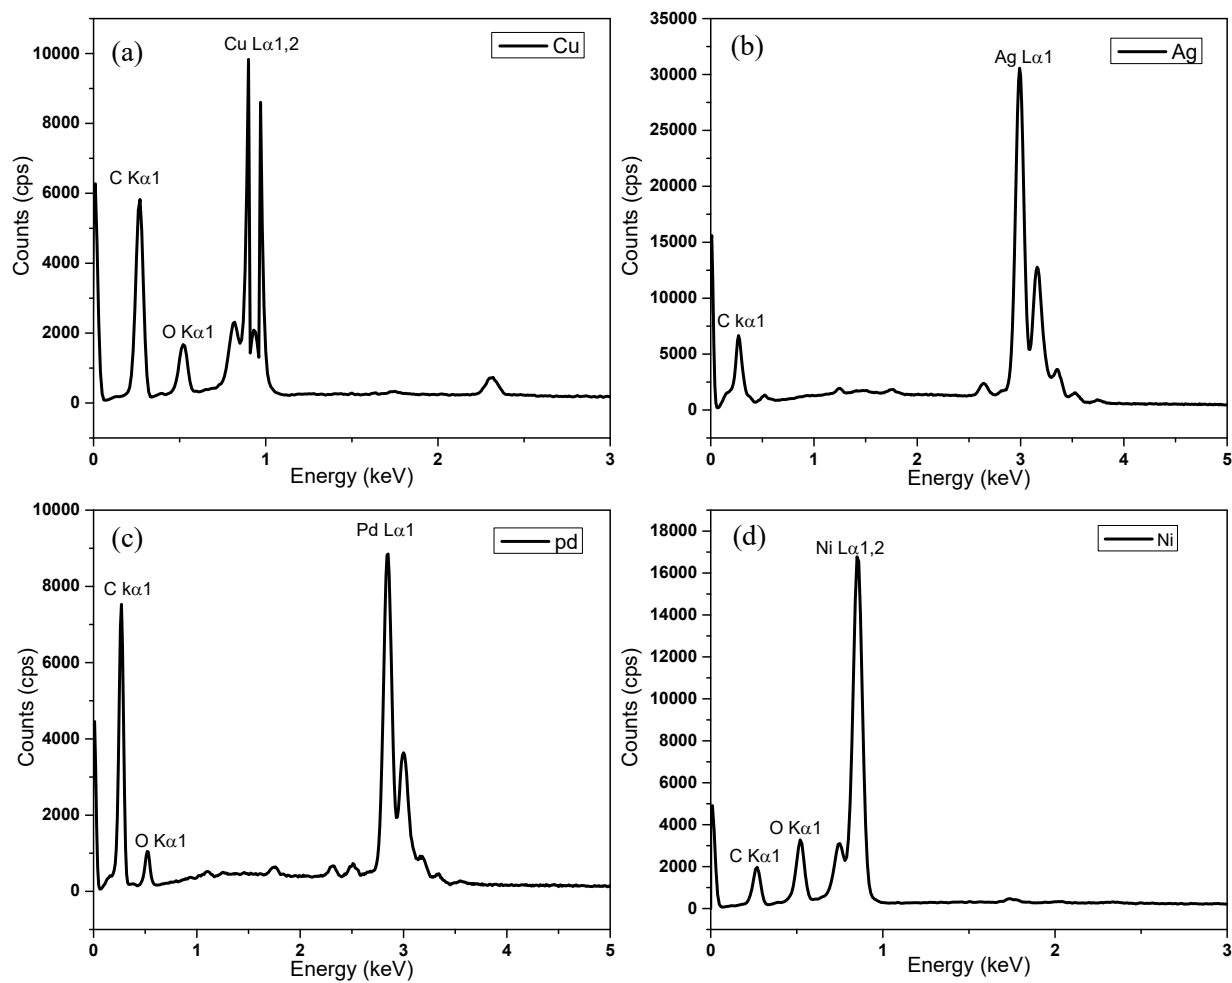 (a)
Cu Lα1,2
Cu
C Kα1
O Kα1
Counts (cps)
10000
8000
6000
4000
2000
0
0 1 2 3
Energy (keV)
(b)
Ag Lα1
Ag
C kα1
Counts (cps)
35000
30000
25000
20000
15000
10000
5000
0
0 1 2 3 4 5
Energy (keV)
(c)
Pd Lα1
pd
C kα1
O Kα1
Counts (cps)
10000
8000
6000
4000
2000
0
0 1 2 3 4 5
Energy (keV)
(d)
Ni Lα1,2
Ni
O Kα1
C Kα1
Counts (cps)
18000
16000
14000
12000
10000
8000
6000
4000
2000
0
0 1 2 3
Energy (keV)